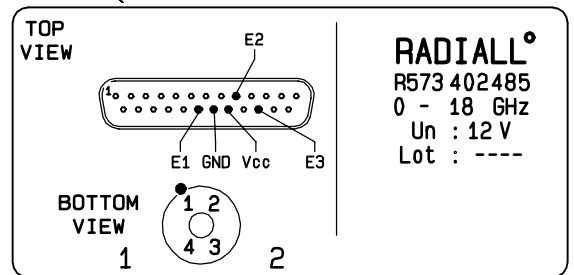 TOP
VIEW
E2
1
E1 GND Vcc E3
BOTTOM
VIEW
1 2
4 3
1 2
RADIALL°
R573 402485
0 - 18 GHz
Un : 12 V
Lot : ----